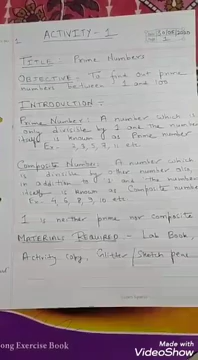 ACTIVITY - 1
10/08/2020
1
TITLE : Prime Numbers
OBJECTIVE - To find out prime
numbers between 1 and 100
INTRODUCTION =
Prime Number : A number which is
only divisible by 1 and the number
itself is known as Prime number
Ex: 2, 3, 5, 7, 11 etc.
Composite Number: A number which
is divisible by other number also,
in addition to 1 and the number
itself is known as Composite number
Ex: 4, 6, 8, 9, 10 etc.
1 is neither prime nor composite
MATERIALS REQUIRED - Lab Book,
Activity copy, Glitter / Sketch pens
ong Exercise Book
Made With
VideoShow